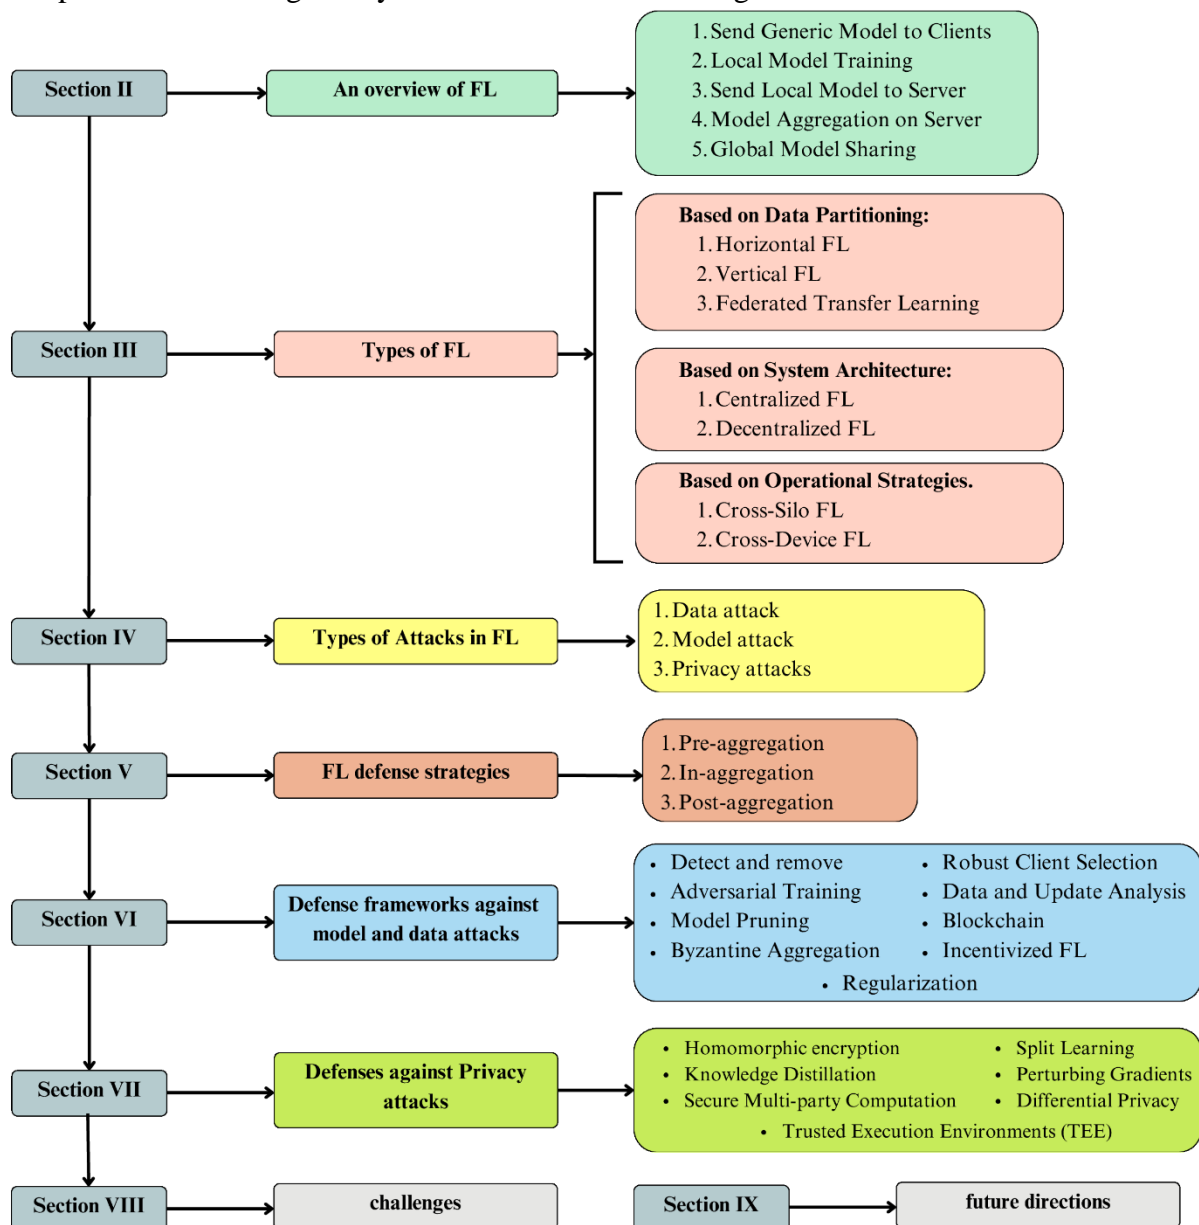 Section II
An overview of FL
1. Send Generic Model to Clients
2. Local Model Training
3. Send Local Model to Server
4. Model Aggregation on Server
5. Global Model Sharing
Section III
Types of FL
Based on Data Partitioning:
1. Horizontal FL
2. Vertical FL
3. Federated Transfer Learning
Based on System Architecture:
1. Centralized FL
2. Decentralized FL
Based on Operational Strategies.
1. Cross-Silo FL
2. Cross-Device FL
Section IV
Types of Attacks in FL
1. Data attack
2. Model attack
3. Privacy attacks
Section V
FL defense strategies
1. Pre-aggregation
2. In-aggregation
3. Post-aggregation
Section VI
Defense frameworks against
model and data attacks
• Detect and remove
• Adversarial Training
• Model Pruning
• Byzantine Aggregation
• Robust Client Selection
• Data and Update Analysis
• Blockchain
• Incentivized FL
• Regularization
Section VII
Defenses against Privacy
attacks
• Homomorphic encryption
• Knowledge Distillation
• Secure Multi-party Computation
• Split Learning
• Perturbing Gradients
• Differential Privacy
• Trusted Execution Environments (TEE)
Section VIII
challenges
Section IX
future directions